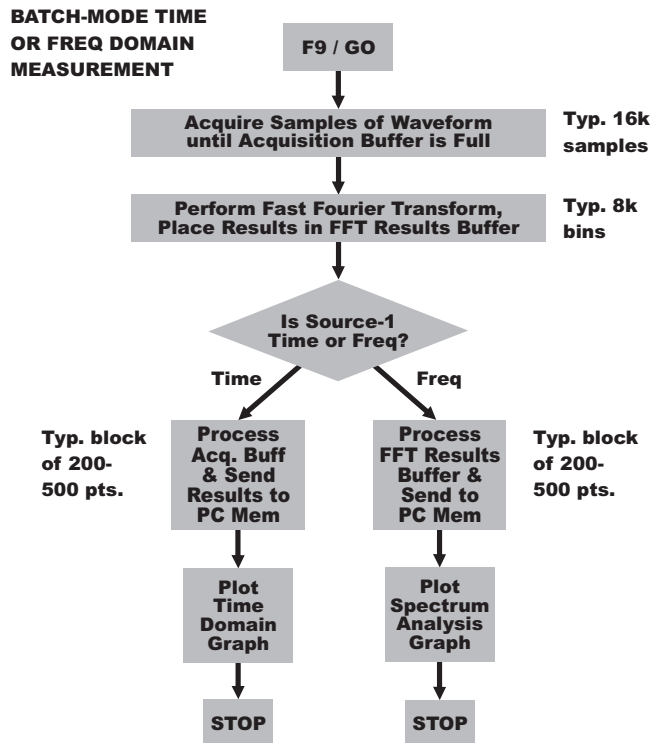 BATCH-MODE TIME
OR FREQ DOMAIN
MEASUREMENT
F9 / GO
Acquire Samples of Waveform
until Acquisition Buffer is Full
Typ. 16k
samples
Perform Fast Fourier Transform,
Place Results in FFT Results Buffer
Typ. 8k
bins
Is Source-1
Time or Freq?
Time
Freq
Typ. block
of 200-
500 pts.
Process
Acq. Buff
& Send
Results to
PC Mem
Process
FFT Results
Buffer &
Send to
PC Mem
Typ. block
of 200-
500 pts.
Plot
Time
Domain
Graph
Plot
Spectrum
Analysis
Graph
STOP
STOP